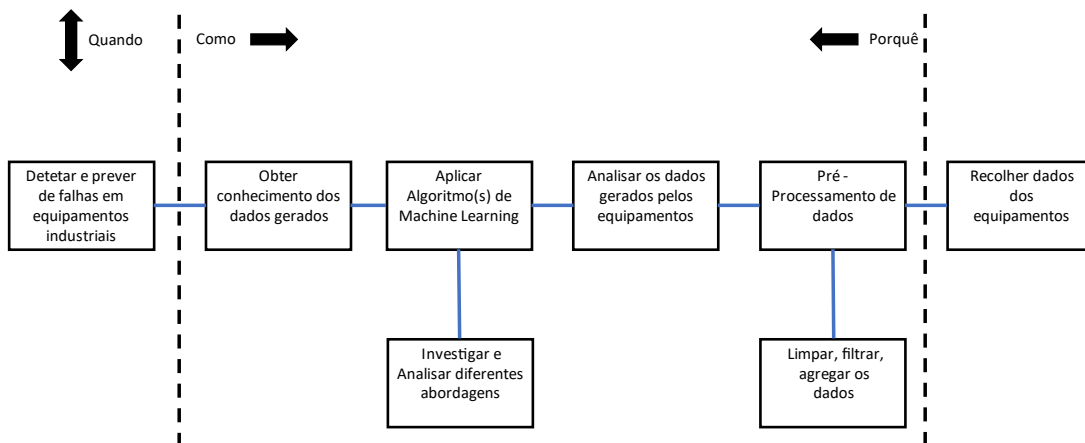 Quando
Como
Porquê
Detetar e prever
de falhas em
equipamentos
industriais
Obter
conhecimento dos
dados gerados
Aplicar
Algoritmo(s) de
Machine Learning
Analisar os dados
gerados pelos
equipamentos
Pré -
Processamento de
dados
Recolher dados
dos
equipamentos
Investigar e
Analisar diferentes
abordagens
Limpar, filtrar,
agregar os
dados